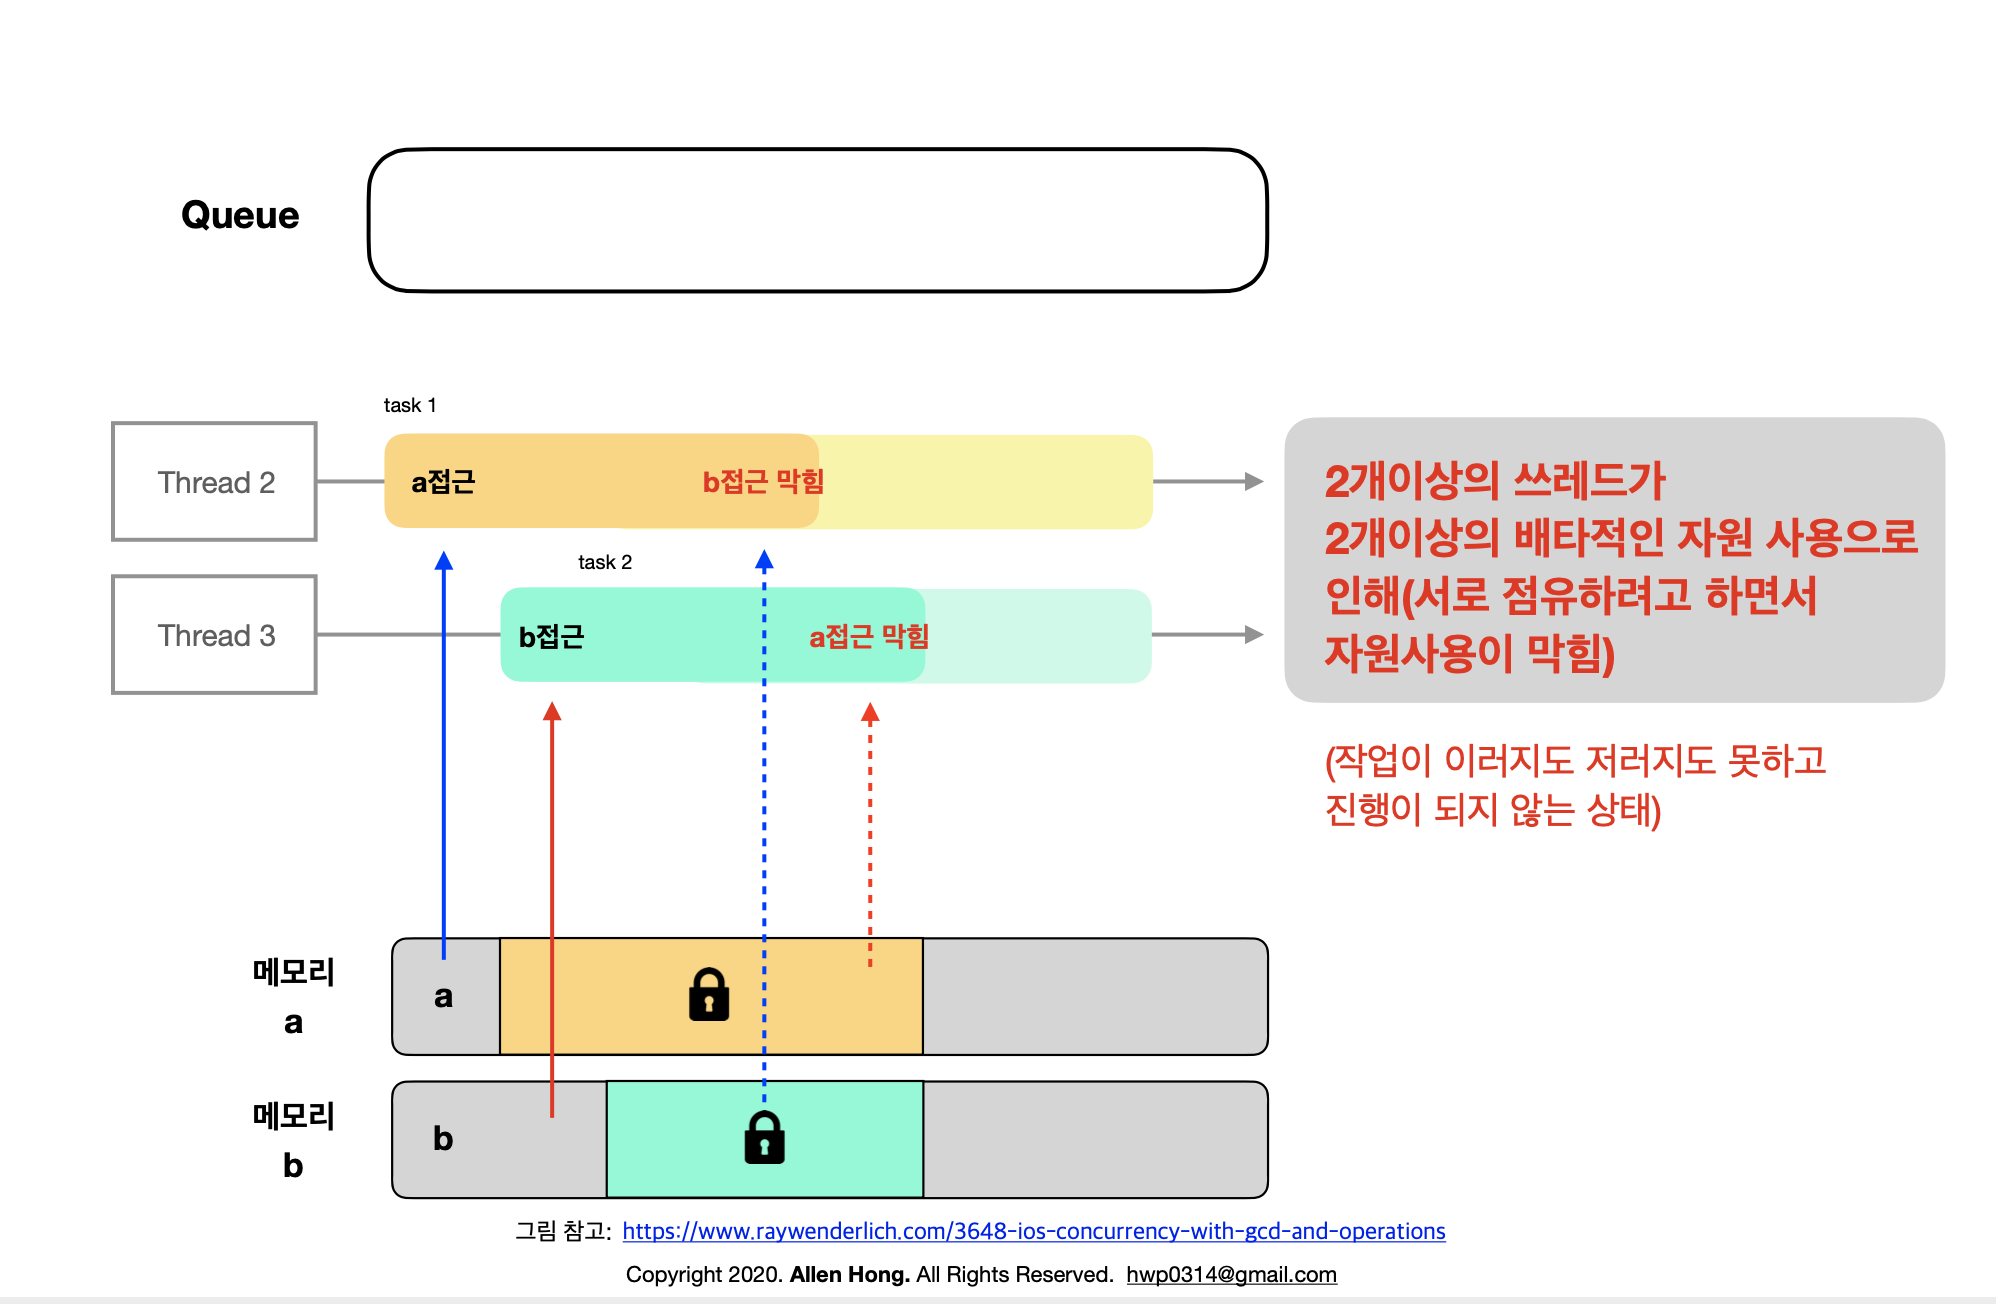 Queue
task 1
Thread 2
a접근
b접근 막힘
task 2
Thread 3
b접근
a접근 막힘
2개이상의 쓰레드가
2개이상의 배타적인 자원 사용으로
인해(서로 점유하려고 하면서
자원사용이 막힘)
(작업이 이러지도 저러지도 못하고
진행이 되지 않는 상태)
메모리
a
a
메모리
b
b
그림 참고: https://www.raywenderlich.com/3648-ios-concurrency-with-gcd-and-operations
Copyright 2020. Allen Hong. All Rights Reserved. hwp0314@gmail.com